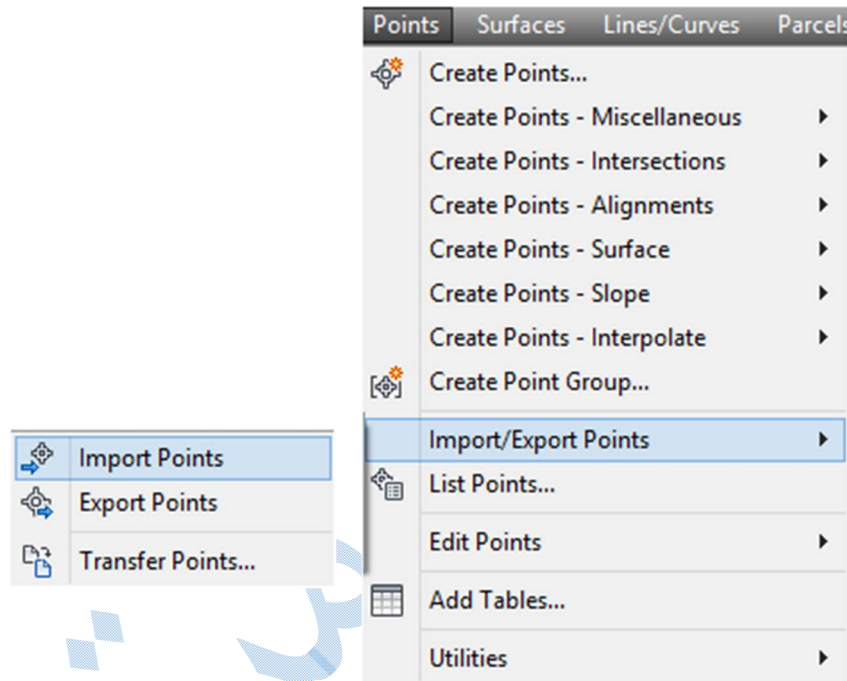 Points Surfaces Lines/Curves Parcels
Create Points...
Create Points - Miscellaneous
Create Points - Intersections
Create Points - Alignments
Create Points - Surface
Create Points - Slope
Create Points - Interpolate
Create Point Group...
Import/Export Points
List Points...
Edit Points
Add Tables...
Utilities
Import Points
Export Points
Transfer Points...